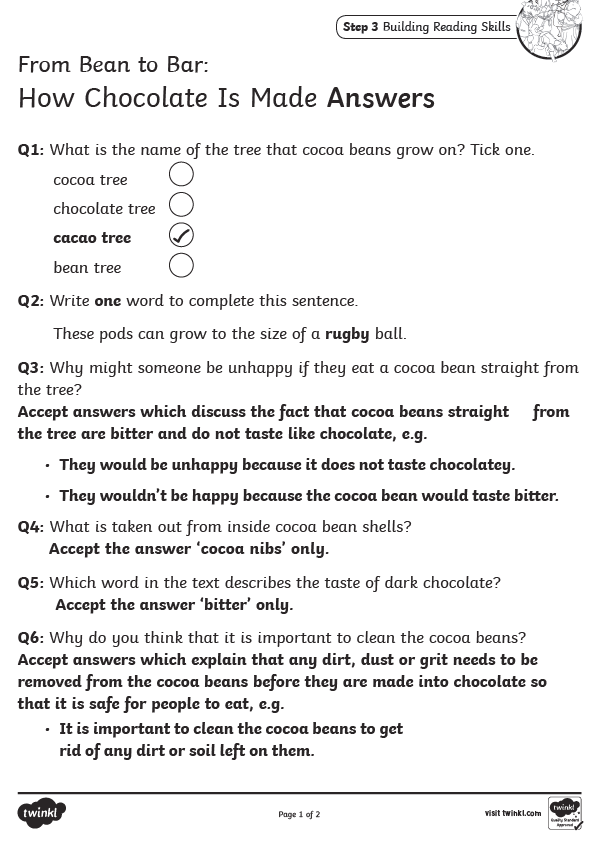 Step 3 Building Reading Skills
From Bean to Bar:
How Chocolate Is Made Answers
Q1: What is the name of the tree that cocoa beans grow on? Tick one.
cocoa tree
chocolate tree
cacao tree
bean tree
Q2: Write one word to complete this sentence.
These pods can grow to the size of a rugby ball.
Q3: Why might someone be unhappy if they eat a cocoa bean straight from
the tree?
Accept answers which discuss the fact that cocoa beans straight from
the tree are bitter and do not taste like chocolate, e.g.
• They would be unhappy because it does not taste chocolatey.
• They wouldn't be happy because the cocoa bean would taste bitter.
Q4: What is taken out from inside cocoa bean shells?
Accept the answer 'cocoa nibs' only.
Q5: Which word in the text describes the taste of dark chocolate?
Accept the answer 'bitter' only.
Q6: Why do you think that it is important to clean the cocoa beans?
Accept answers which explain that any dirt, dust or grit needs to be
removed from the cocoa beans before they are made into chocolate so
that it is safe for people to eat, e.g.
• It is important to clean the cocoa beans to get
rid of any dirt or soil left on them.
twinkl
Page 1 of 2
visit twinkl.com
twinkl
Quality Standard
Approved